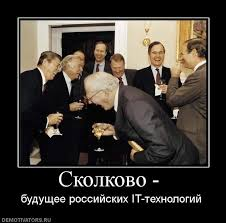 Сколково -
будущее российских IT-технологий
DEMOTIVATORS.RU